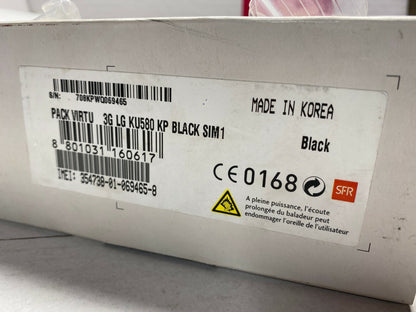 S/N: 708KPWQ069465
PACK VIRTU 3G LG KU580 KP BLACK SIM1
8 801031 160617
IMEI: 354738-01-069465-8
MADE IN KOREA
Black
CE0168
SFR
A pleine puissance, l'écoute
prolongée du baladeur peut
endommager l'oreille de l'utilisateur